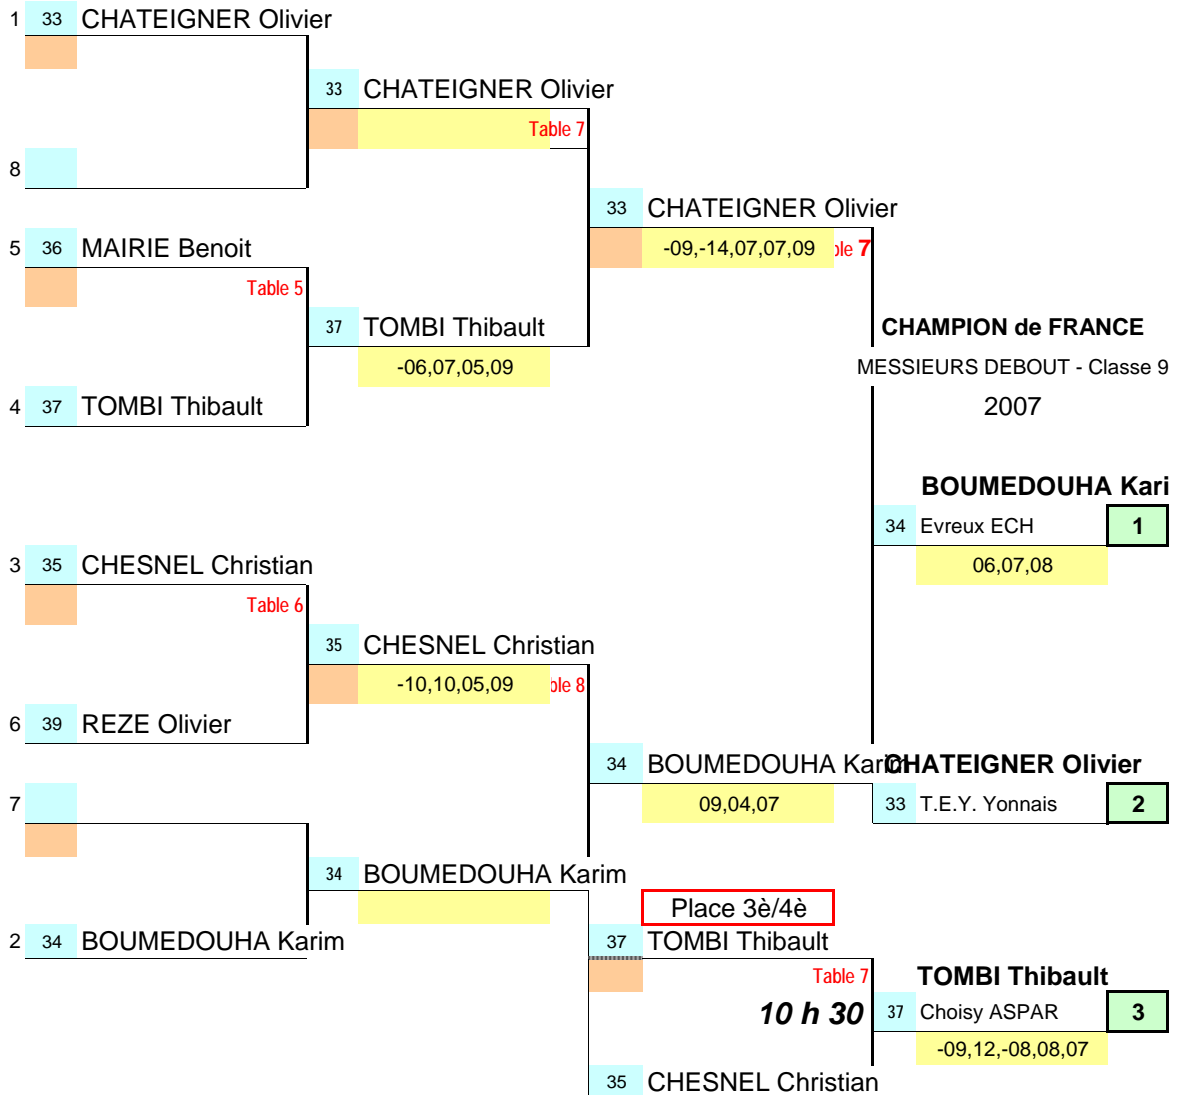 1 33 CHATEIGNER Olivier
33 CHATEIGNER Olivier
Table 7
8
33 CHATEIGNER Olivier
5 36 MAIRIE Benoit
-09,-14,07,07,09 ble 7
Table 5
37 TOMBI Thibault
CHAMPION de FRANCE
-06,07,05,09
MESSIEURS DEBOUT - Classe 9
4 37 TOMBI Thibault
2007
BOUMEDOUHA Kari
34 Evreux ECH 1
3 35 CHESNEL Christian
06,07,08
Table 6
35 CHESNEL Christian
-10,10,05,09 ble 8
6 39 REZE Olivier
34 BOUMEDOUHA Karim
CHATEIGNER Olivier
7
09,04,07
33 T.E.Y. Yonnais 2
34 BOUMEDOUHA Karim
Place 3è/4è
2 34 BOUMEDOUHA Karim
37 TOMBI Thibault
Table 7
TOMBI Thibault
10 h 30
37 Choisy ASPAR 3
-09,12,-08,08,07
35 CHESNEL Christian